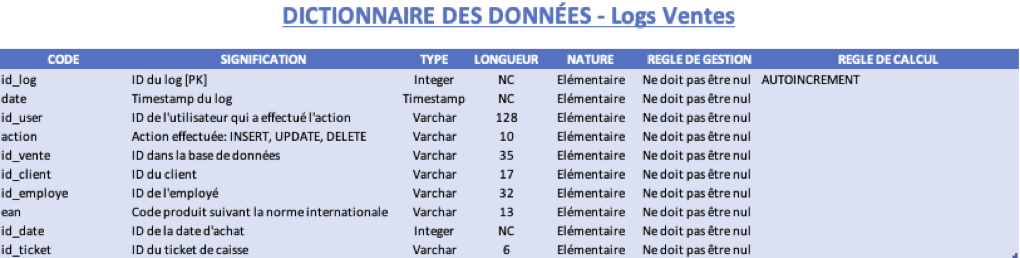 DICTIONNAIRE DES DONNÉES - Logs Ventes
CODE SIGNIFICATION TYPE LONGUEUR NATURE REGLE DE GESTION REGLE DE CALCUL
id_log ID du log [PK] Integer NC Elémentaire Ne doit pas être nul AUTOINCREMENT
date Timestamp du log Timestamp NC Elémentaire Ne doit pas être nul
id_user ID de l'utilisateur qui a effectué l'action Varchar 128 Elémentaire Ne doit pas être nul
action Action effectuée: INSERT, UPDATE, DELETE Varchar 10 Elémentaire Ne doit pas être nul
id_vente ID dans la base de données Varchar 35 Elémentaire Ne doit pas être nul
id_client ID du client Varchar 17 Elémentaire Ne doit pas être nul
id_employe ID de l'employé Varchar 32 Elémentaire Ne doit pas être nul
ean Code produit suivant la norme internationale Varchar 13 Elémentaire Ne doit pas être nul
id_date ID de la date d'achat Integer NC Elémentaire Ne doit pas être nul
id_ticket ID du ticket de caisse Varchar 6 Elémentaire Ne doit pas être nul